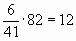 6/41 · 82 = 12